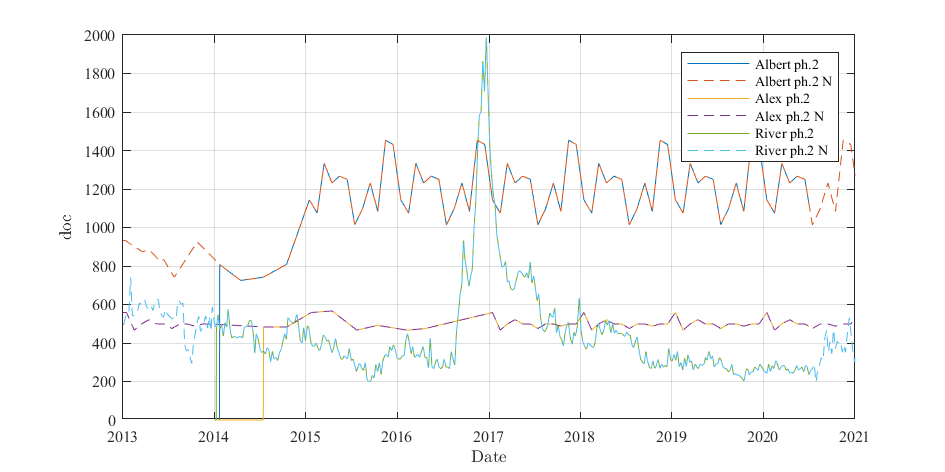 2000
1800
1600
1400
1200
1000
800
600
400
200
0
doc
2013 2014 2015 2016 2017 2018 2019 2020 2021
Date
Albert ph.2
Albert ph.2 N
Alex ph.2
Alex ph.2 N
River ph.2
River ph.2 N